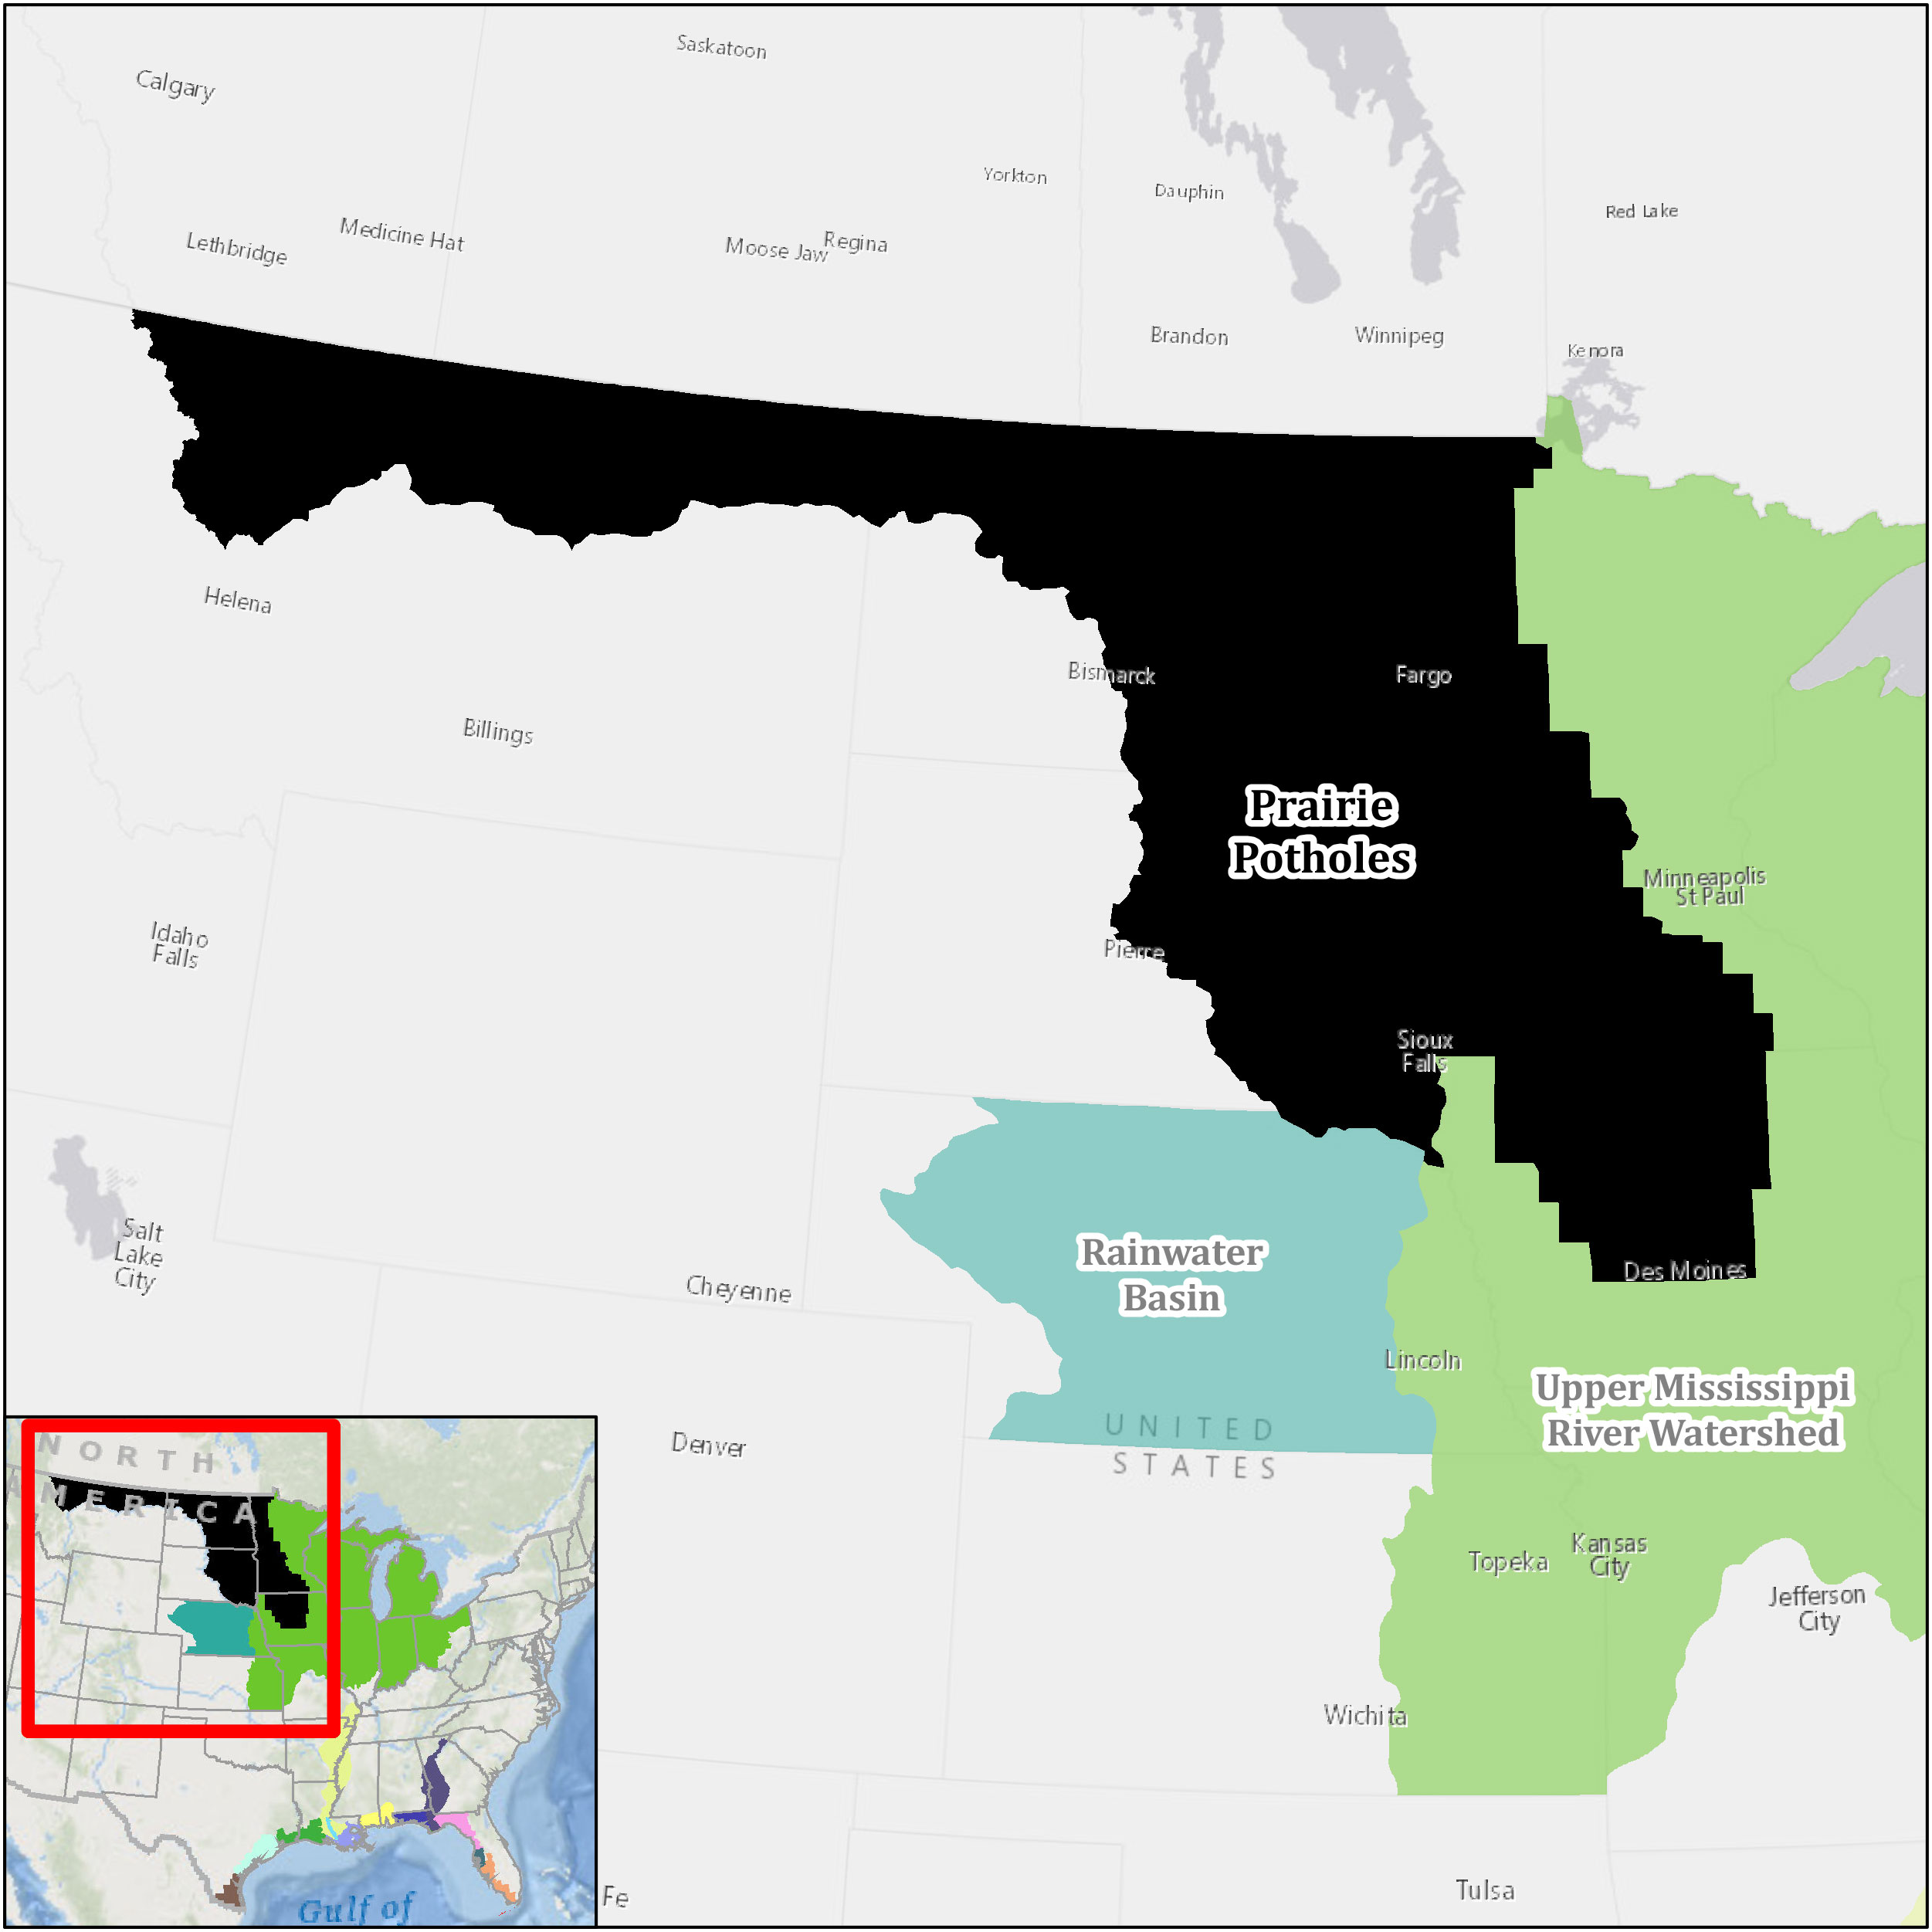 Saskatoon
Calgary
Yorkton
Dauphin
Red Lake
Medicine Hat
Lethbridge
Moose Jaw
Regina
Brandon
Winnipeg
Kenora
Helena
Bismarck
Fargo
Billings
Prairie
Potholes
Minneapolis
St Paul
Idaho
Falls
Pierre
Sioux
Falls
Salt
Lake
City
Rainwater
Basin
Cheyenne
Des Moines
Lincoln
Upper Mississippi
River Watershed
UNITED
STATES
Denver
NORTH
AMERICA
Topeka
Kansas
City
Jefferson
City
Wichita
Tulsa
Fe
Gulf of